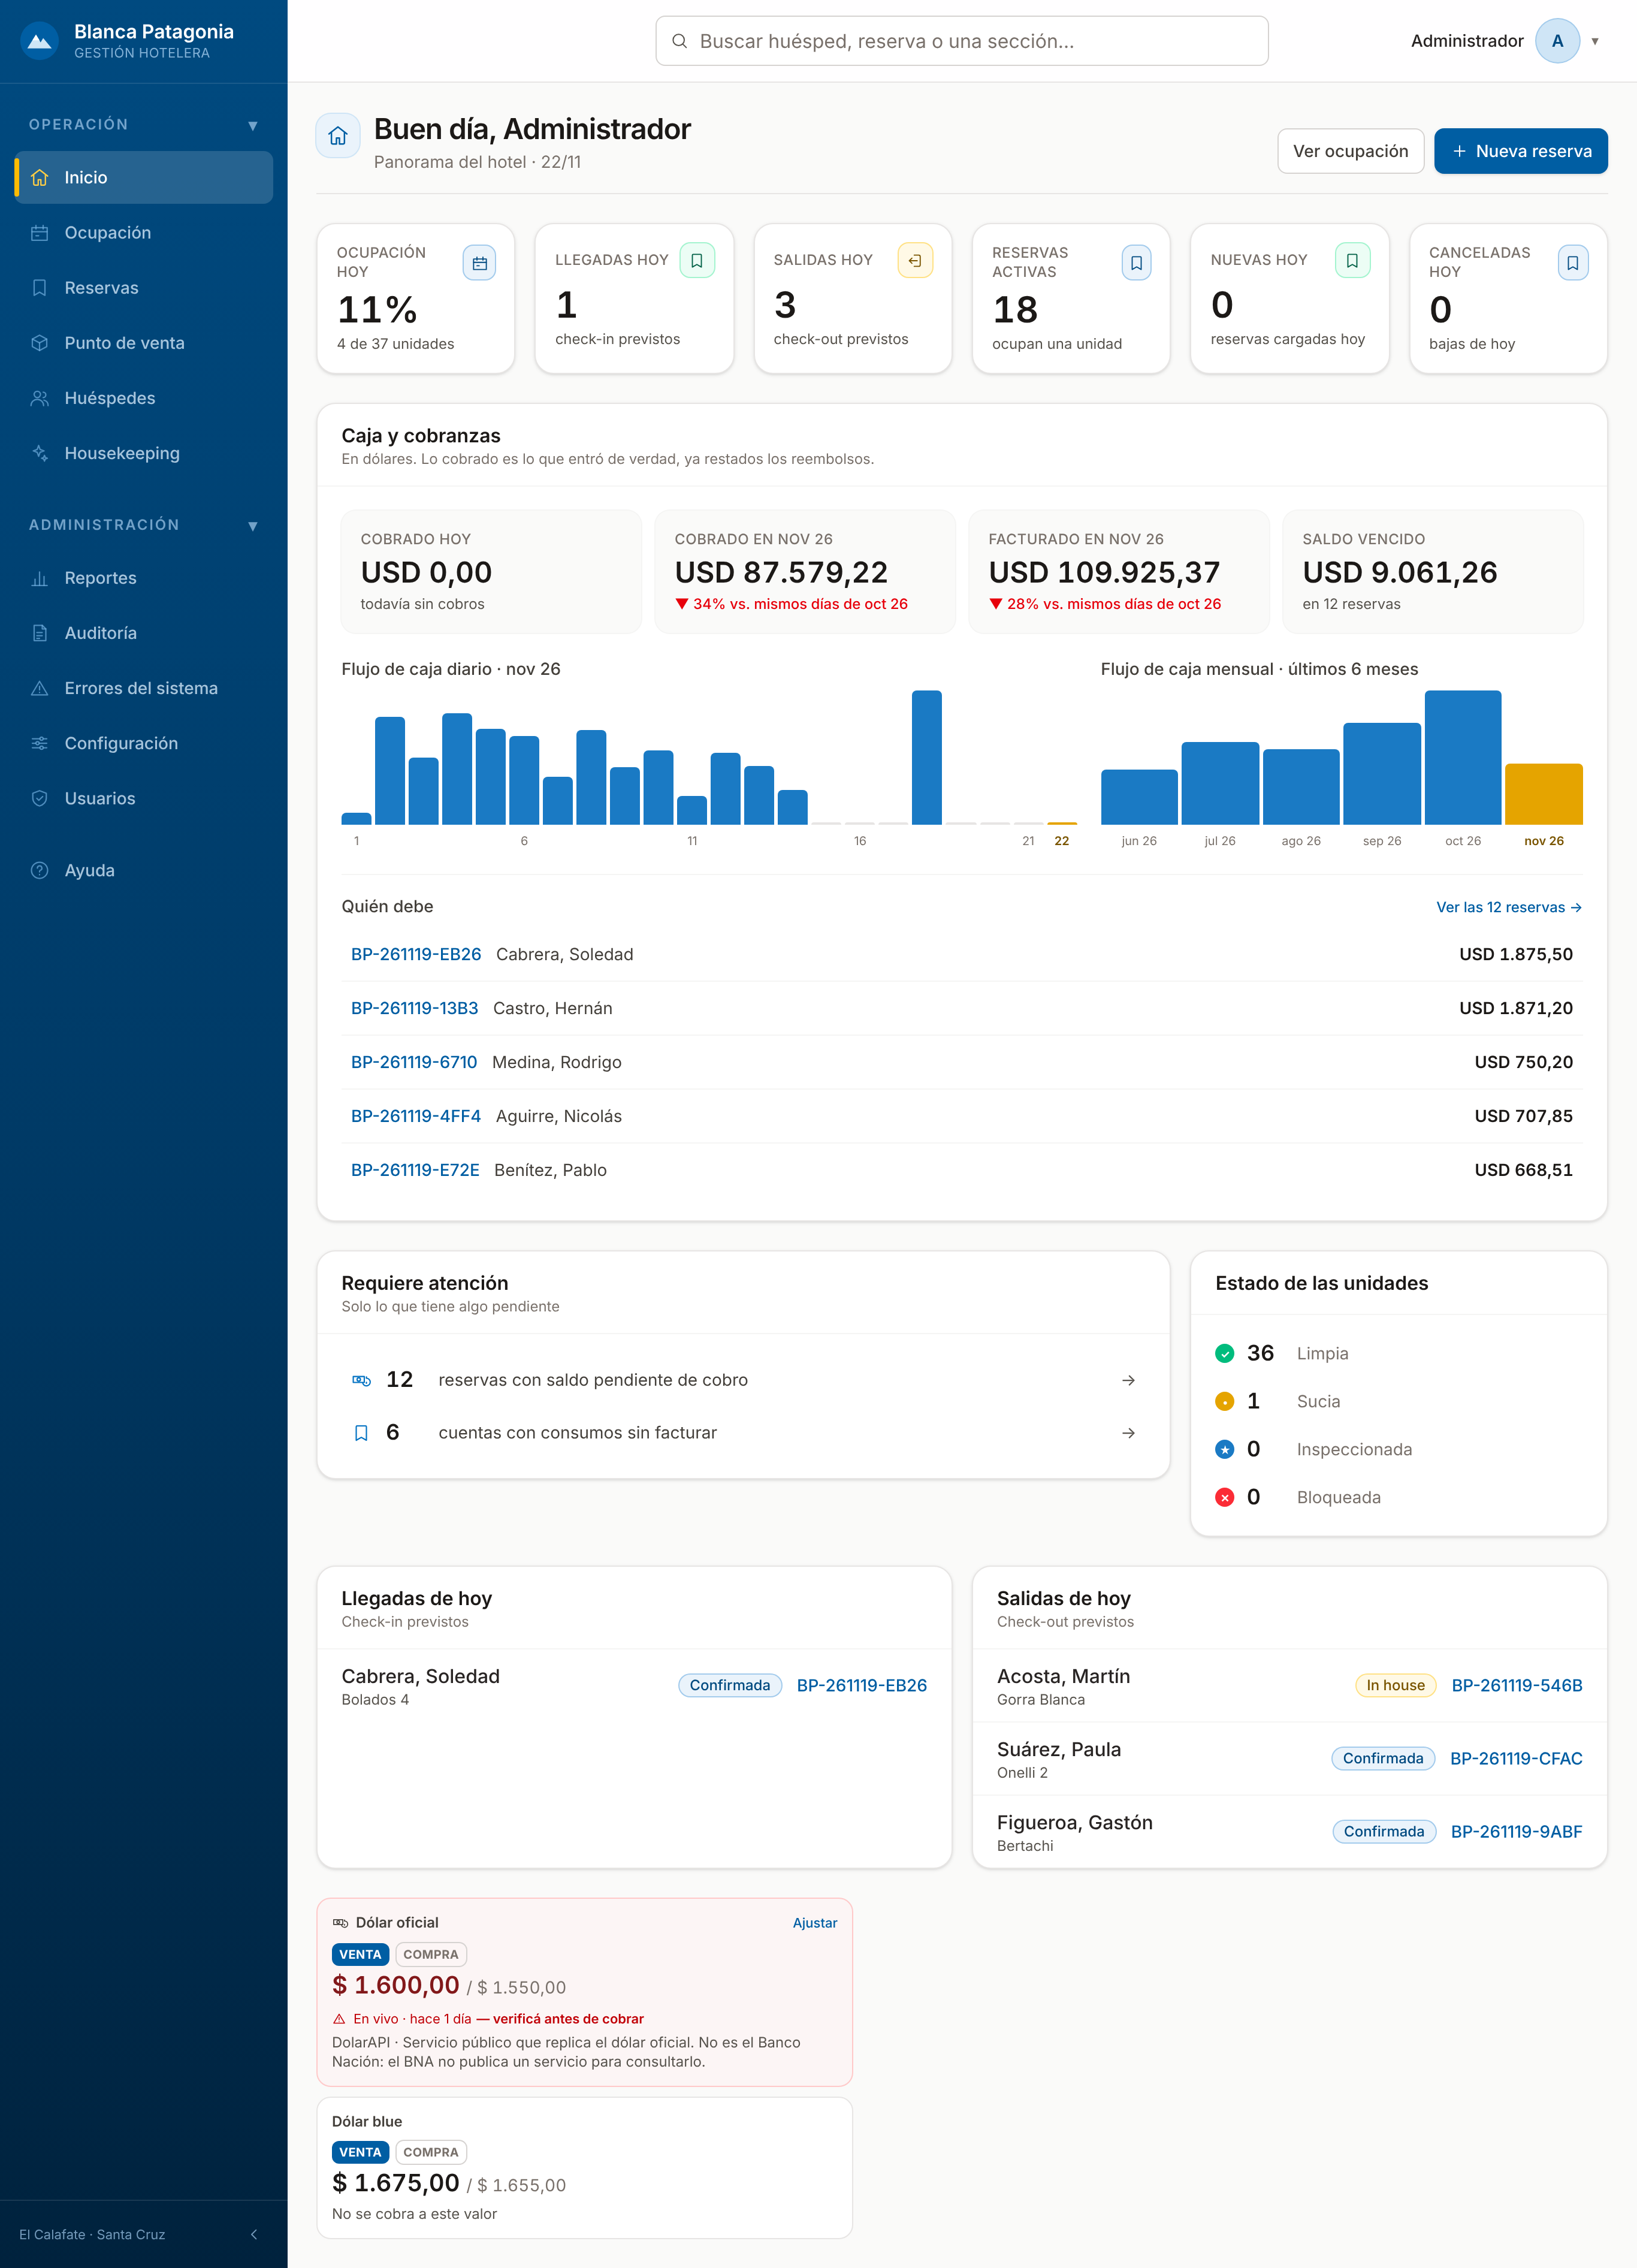 Blanca Patagonia
GESTIÓN HOTELERA
OPERACIÓN
Inicio
Ocupación
Reservas
Punto de venta
Huéspedes
Housekeeping
ADMINISTRACIÓN
Reportes
Auditoría
Errores del sistema
Configuración
Usuarios
Ayuda
El Calafate · Santa Cruz
Buscar huésped, reserva o una sección...
Administrador
A
Buen día, Administrador
Panorama del hotel · 22/11
Ver ocupación
+ Nueva reserva
OCUPACIÓN
HOY
11%
4 de 37 unidades
LLEGADAS HOY
1
check-in previstos
SALIDAS HOY
3
check-out previstos
RESERVAS
ACTIVAS
18
ocupan una unidad
NUEVAS HOY
0
reservas cargadas hoy
CANCELADAS
HOY
0
bajas de hoy
Caja y cobranzas
En dólares. Lo cobrado es lo que entró de verdad, ya restados los reembolsos.
COBRADO HOY
USD 0,00
todavía sin cobros
COBRADO EN NOV 26
USD 87.579,22
▼ 34% vs. mismos días de oct 26
FACTURADO EN NOV 26
USD 109.925,37
▼ 28% vs. mismos días de oct 26
SALDO VENCIDO
USD 9.061,26
en 12 reservas
Flujo de caja diario · nov 26
1 6 11 16 21 22
Flujo de caja mensual · últimos 6 meses
jun 26 jul 26 ago 26 sep 26 oct 26 nov 26
Quién debe
Ver las 12 reservas →
BP-261119-EB26 Cabrera, Soledad USD 1.875,50
BP-261119-13B3 Castro, Hernán USD 1.871,20
BP-261119-6710 Medina, Rodrigo USD 750,20
BP-261119-4FF4 Aguirre, Nicolás USD 707,85
BP-261119-E72E Benítez, Pablo USD 668,51
Requiere atención
Solo lo que tiene algo pendiente
12 reservas con saldo pendiente de cobro →
6 cuentas con consumos sin facturar →
Estado de las unidades
36 Limpia
1 Sucia
0 Inspeccionada
0 Bloqueada
Llegadas de hoy
Check-in previstos
Cabrera, Soledad
Bolados 4
Confirmada BP-261119-EB26
Salidas de hoy
Check-out previstos
Acosta, Martín
Gorra Blanca
In house BP-261119-546B
Suárez, Paula
Onelli 2
Confirmada BP-261119-CFAC
Figueroa, Gastón
Bertachi
Confirmada BP-261119-9ABF
Dólar oficial
Ajustar
VENTA COMPRA
$ 1.600,00 / $ 1.550,00
En vivo · hace 1 día — verificá antes de cobrar
DolarAPI · Servicio público que replica el dólar oficial. No es el Banco
Nación: el BNA no publica un servicio para consultarlo.
Dólar blue
VENTA COMPRA
$ 1.675,00 / $ 1.655,00
No se cobra a este valor